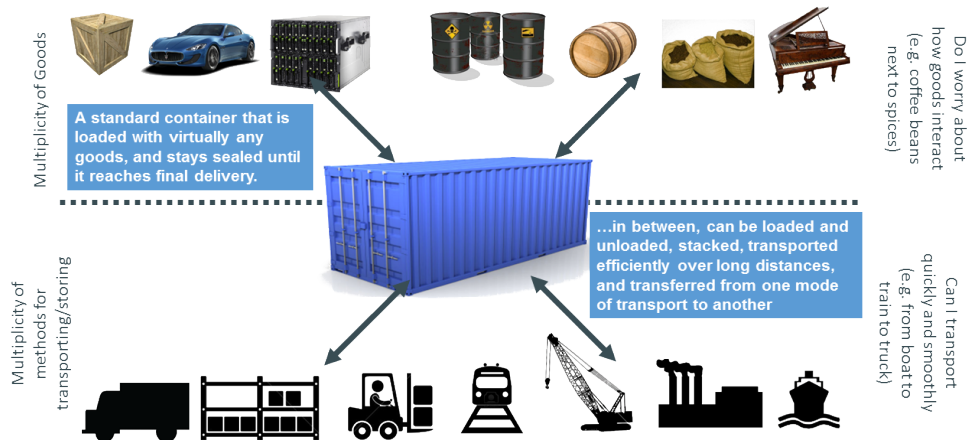 Multiplicity of Goods
Do I worry about
how goods interact
(e.g. coffee beans
next to spices)
A standard container that is
loaded with virtually any
goods, and stays sealed until
it reaches final delivery.
…in between, can be loaded and
unloaded, stacked, transported
efficiently over long distances,
and transferred from one mode
of transport to another
Multiplicity of
methods for
transporting/storing
Can I transport
quickly and smoothly
(e.g. from boat to
train to truck)